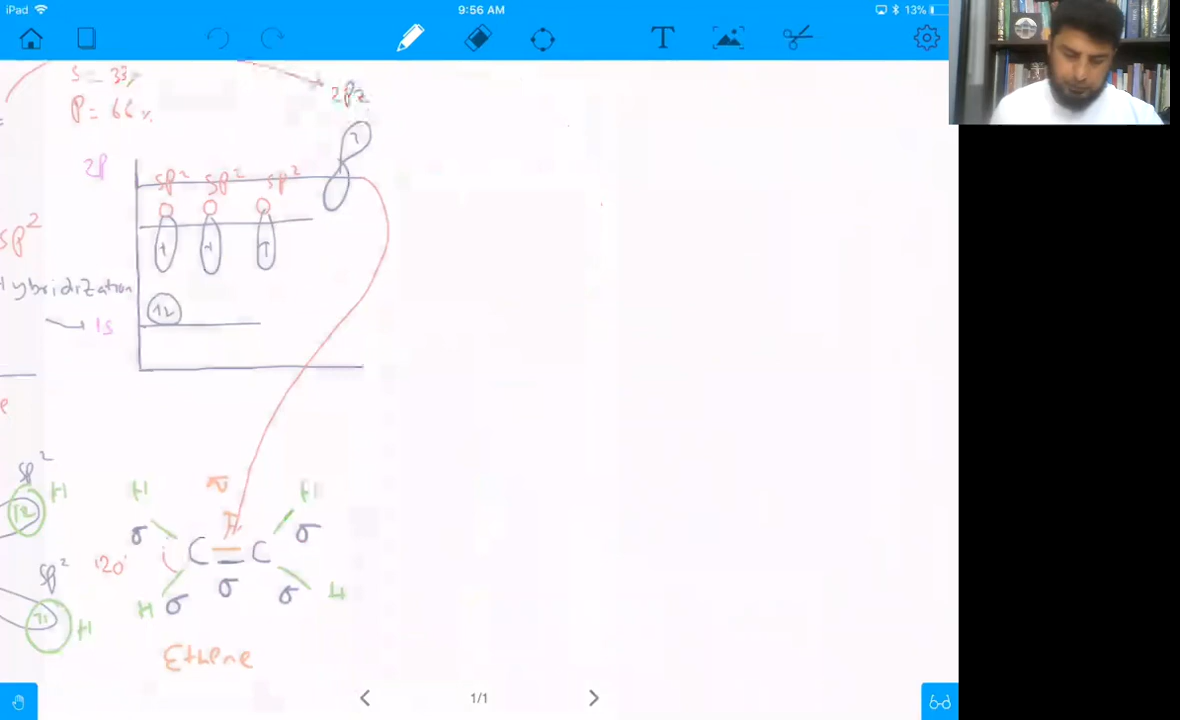 iPad
9:56 AM
13%
T
S = 33%
P = 66 %
2Pz
2P
sp² sp² sp²
sp²
Hybridization
1s
sp²
H
sp²
H
H
π
H
σ
C
C
σ
120°
σ
H
σ
σ
H
Ethene
1/1